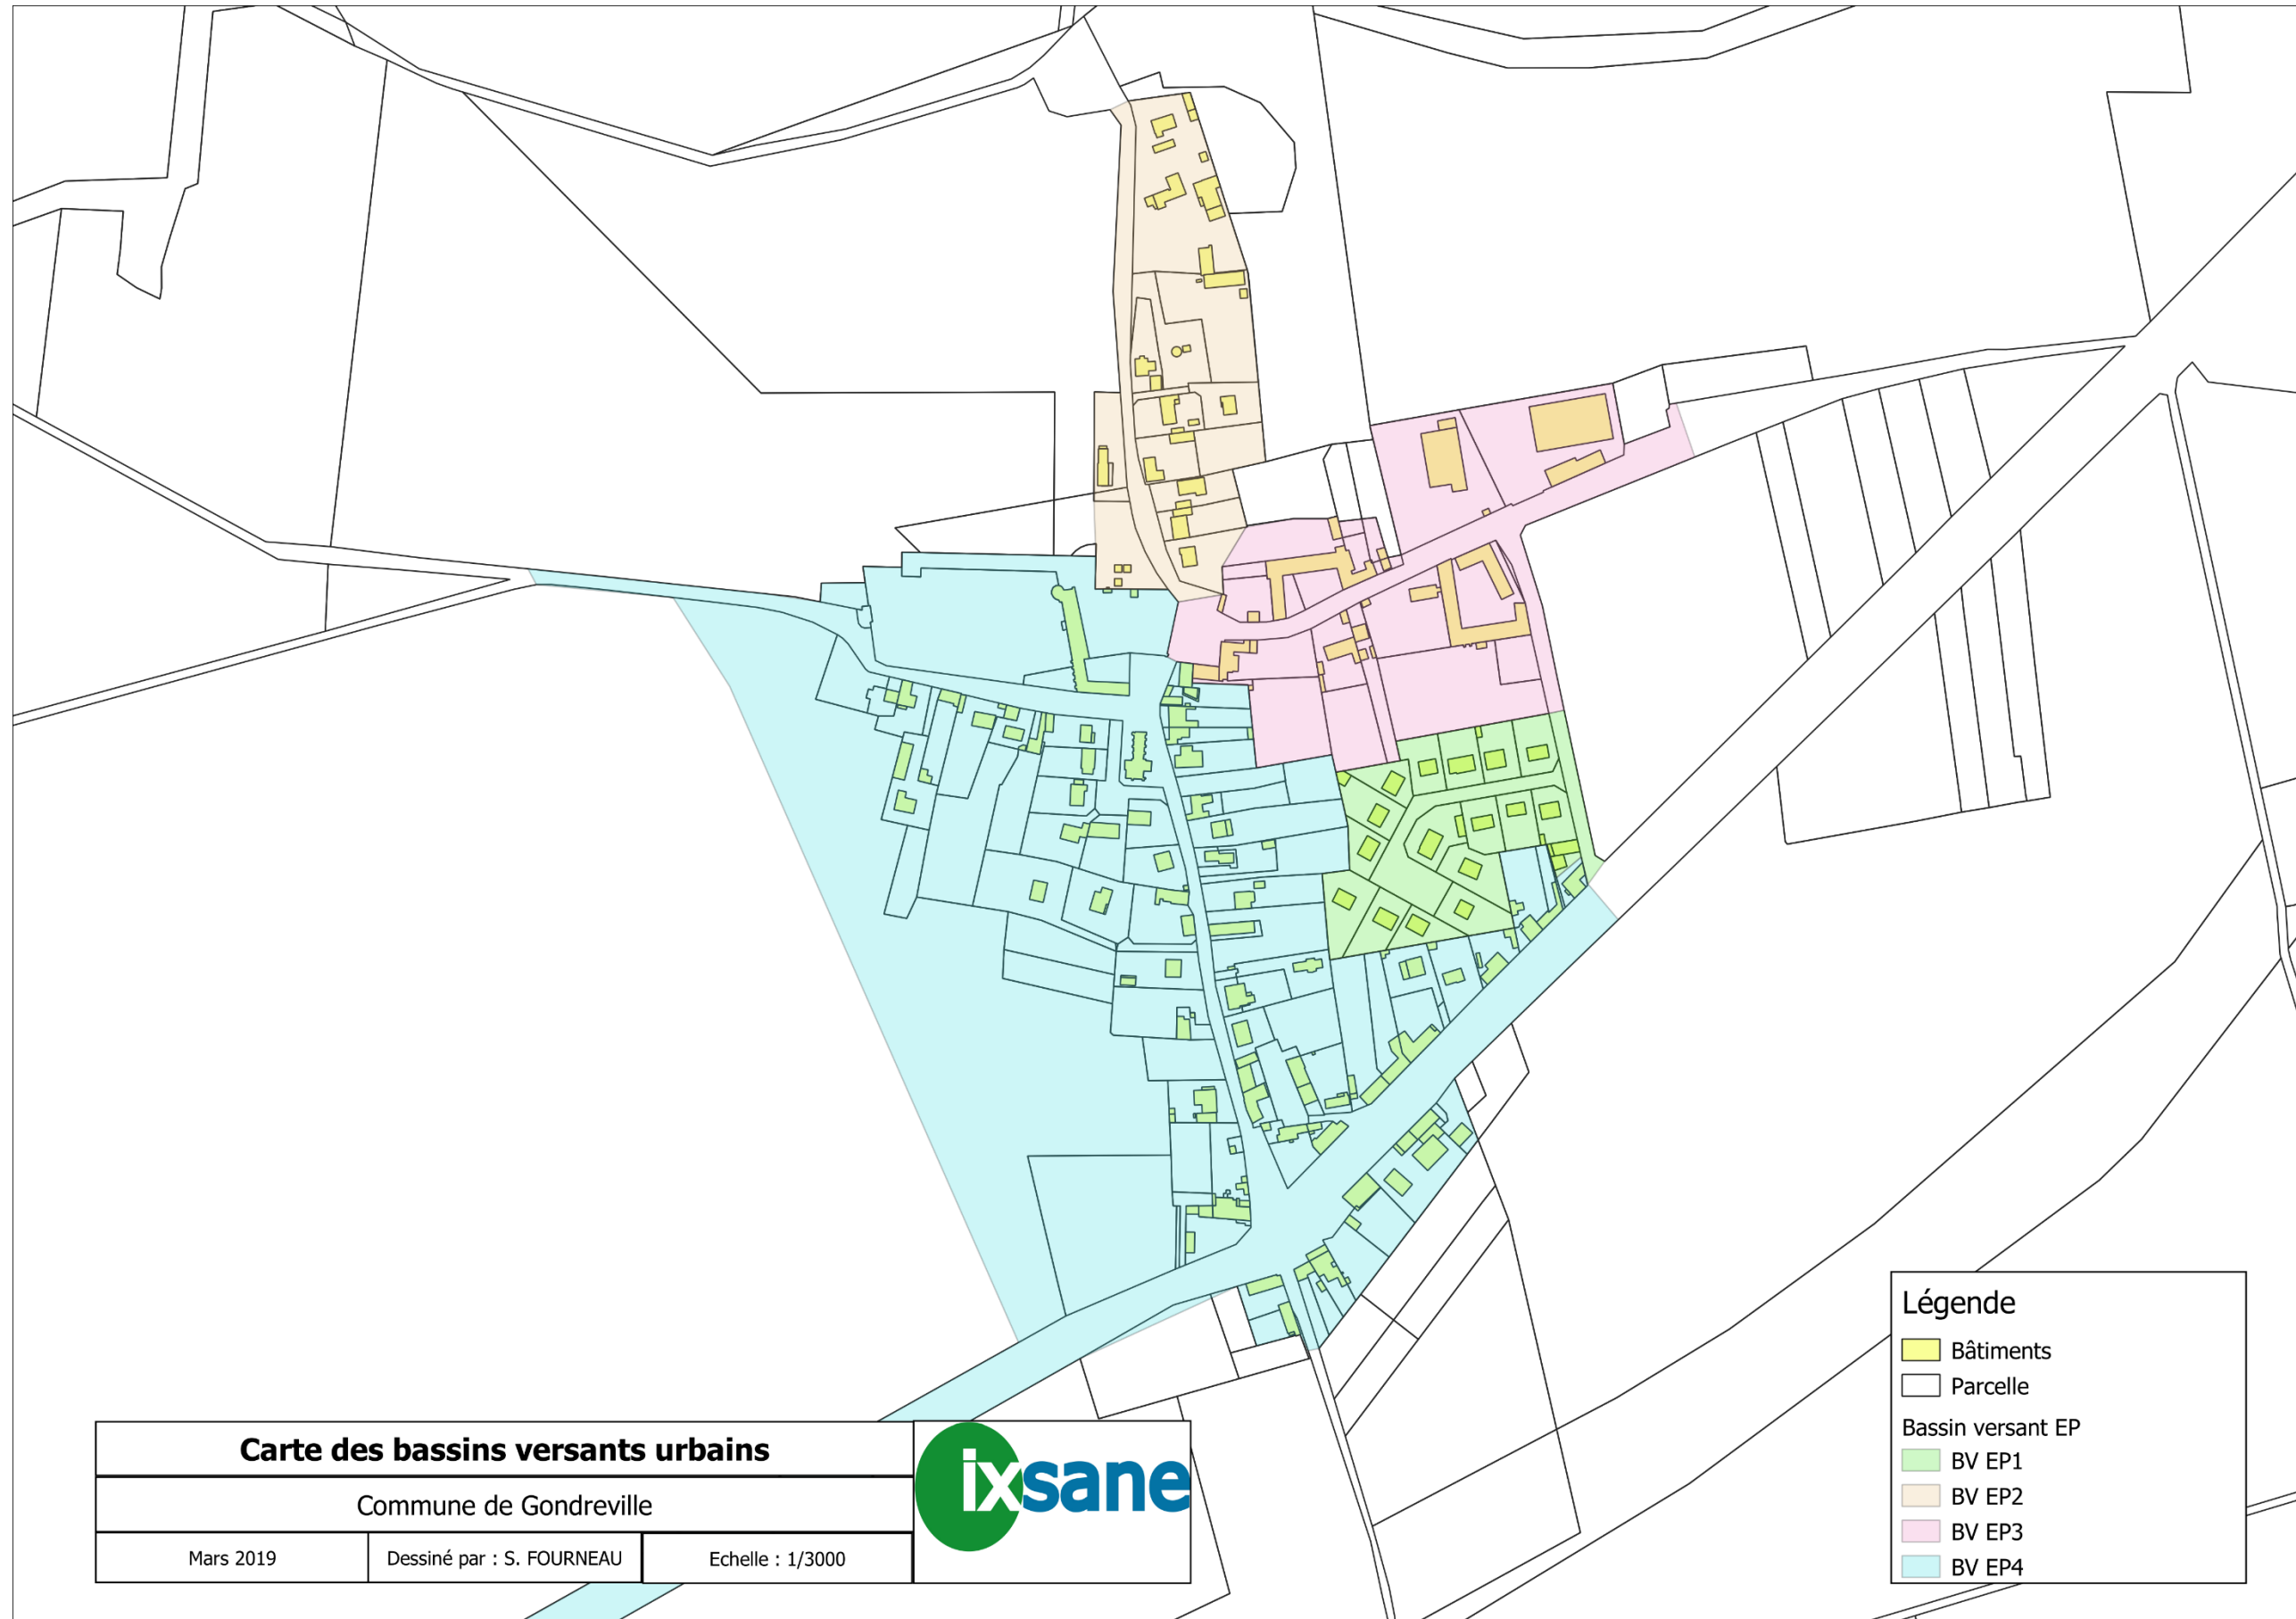 Légende
Bâtiments
Parcelle
Bassin versant EP
BV EP1
BV EP2
BV EP3
BV EP4
Carte des bassins versants urbains
Commune de Gondreville
Mars 2019
Dessiné par : S. FOURNEAU
Echelle : 1/3000
ixsane